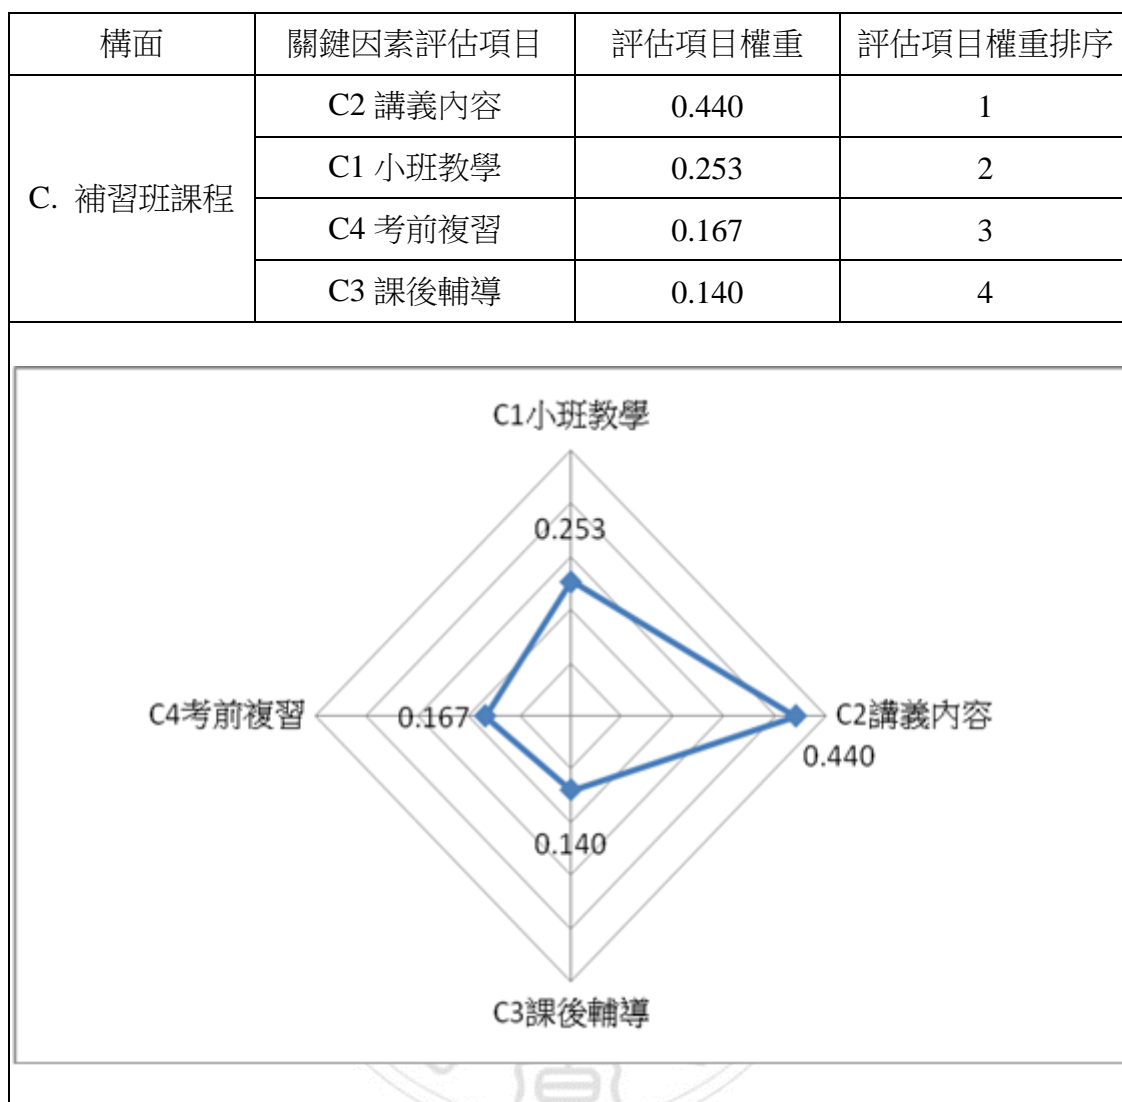 構面 關鍵因素評估項目 評估項目權重 評估項目權重排序
C. 補習班課程
C2 講義內容 0.440 1
C1 小班教學 0.253 2
C4 考前複習 0.167 3
C3 課後輔導 0.140 4
C1小班教學
0.253
C4考前複習
0.167
C2講義內容
0.440
0.140
C3課後輔導